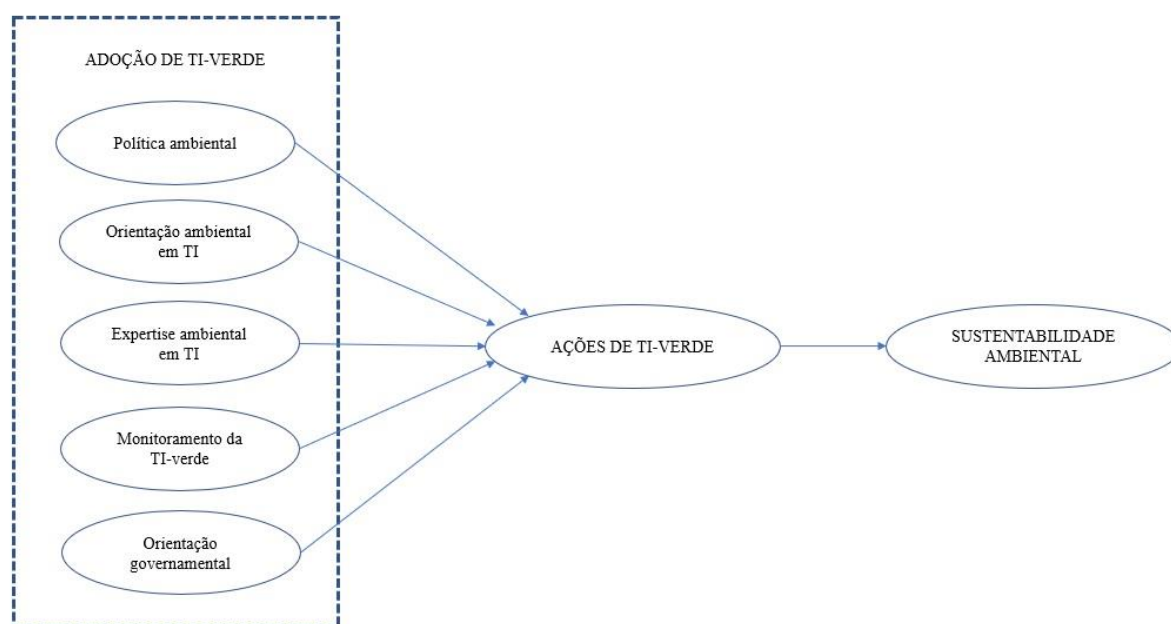 ADOÇÃO DE TI-VERDE
Política ambiental
Orientação ambiental
em TI
Expertise ambiental
em TI
Monitoramento da
TI-verde
Orientação
governamental
AÇÕES DE TI-VERDE
SUSTENTABILIDADE
AMBIENTAL